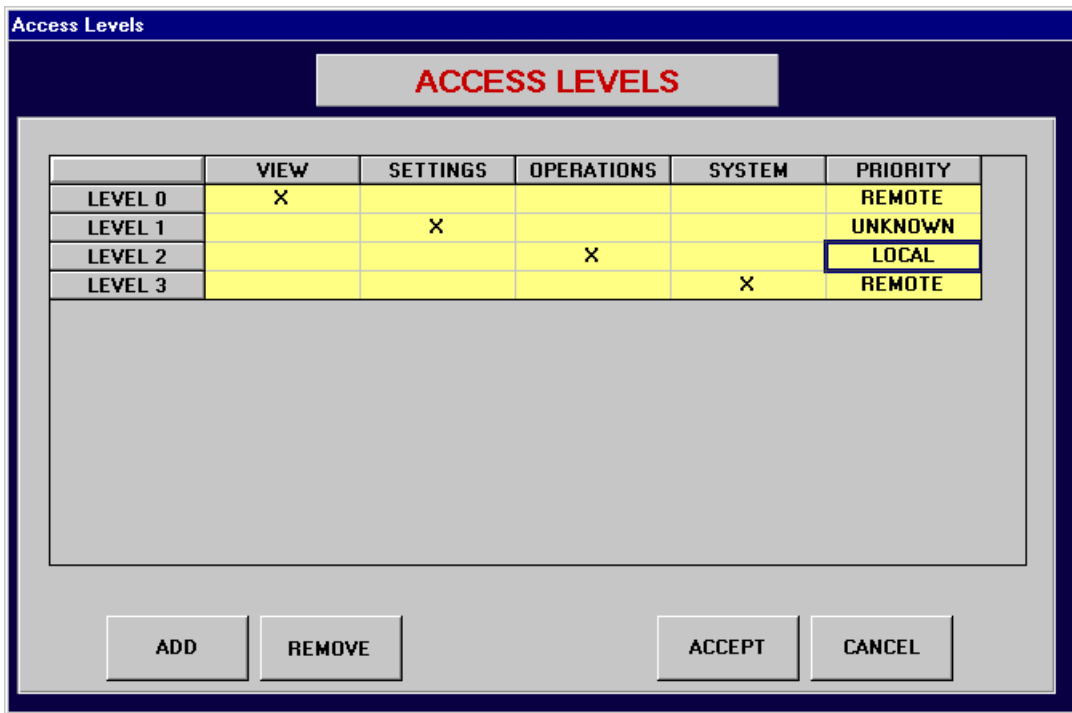 Access Levels
ACCESS LEVELS
VIEW SETTINGS OPERATIONS SYSTEM PRIORITY
LEVEL 0 X REMOTE
LEVEL 1 X UNKNOWN
LEVEL 2 X LOCAL
LEVEL 3 X REMOTE
ADD REMOVE ACCEPT CANCEL